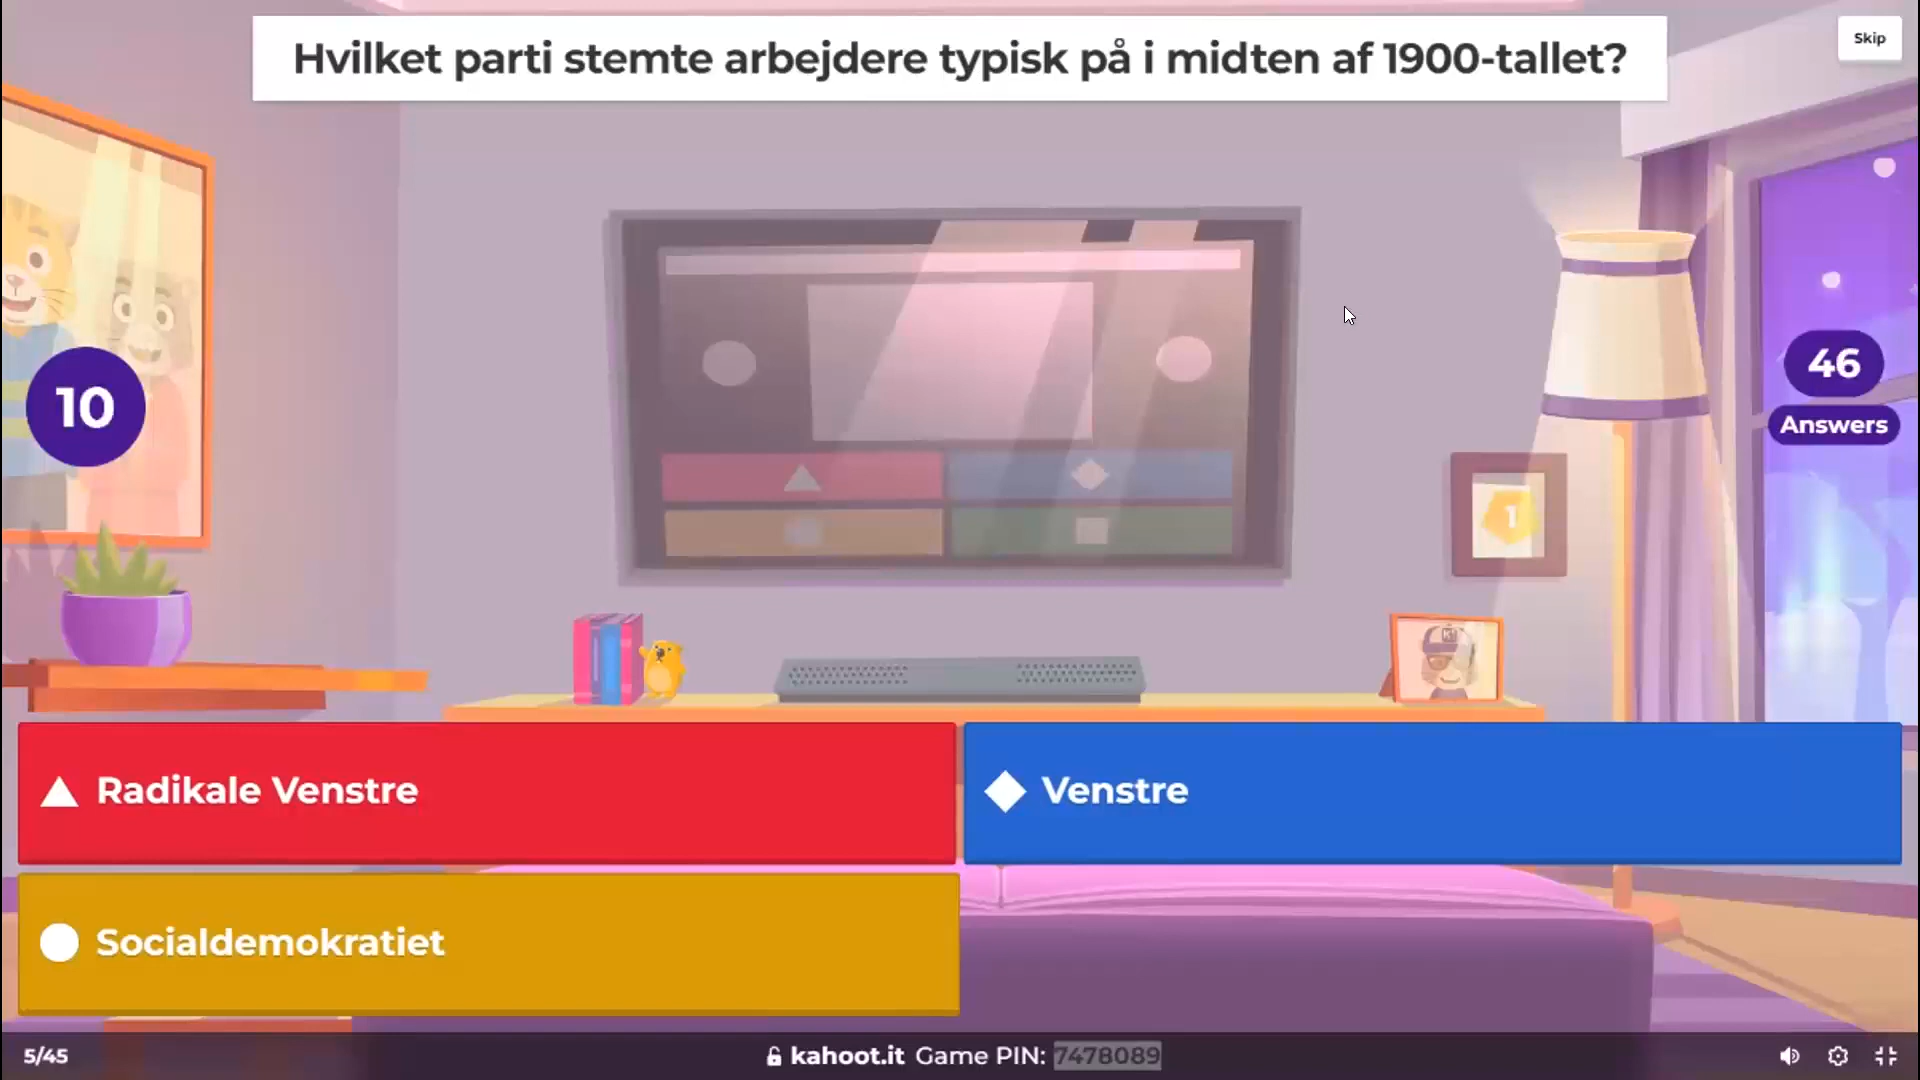 Hvilket parti stemte arbejdere typisk på i midten af 1900-tallet?
Skip
10
46
Answers
1
Radikale Venstre
Venstre
Socialdemokratiet
5/45
kahoot.it Game PIN: 7478089